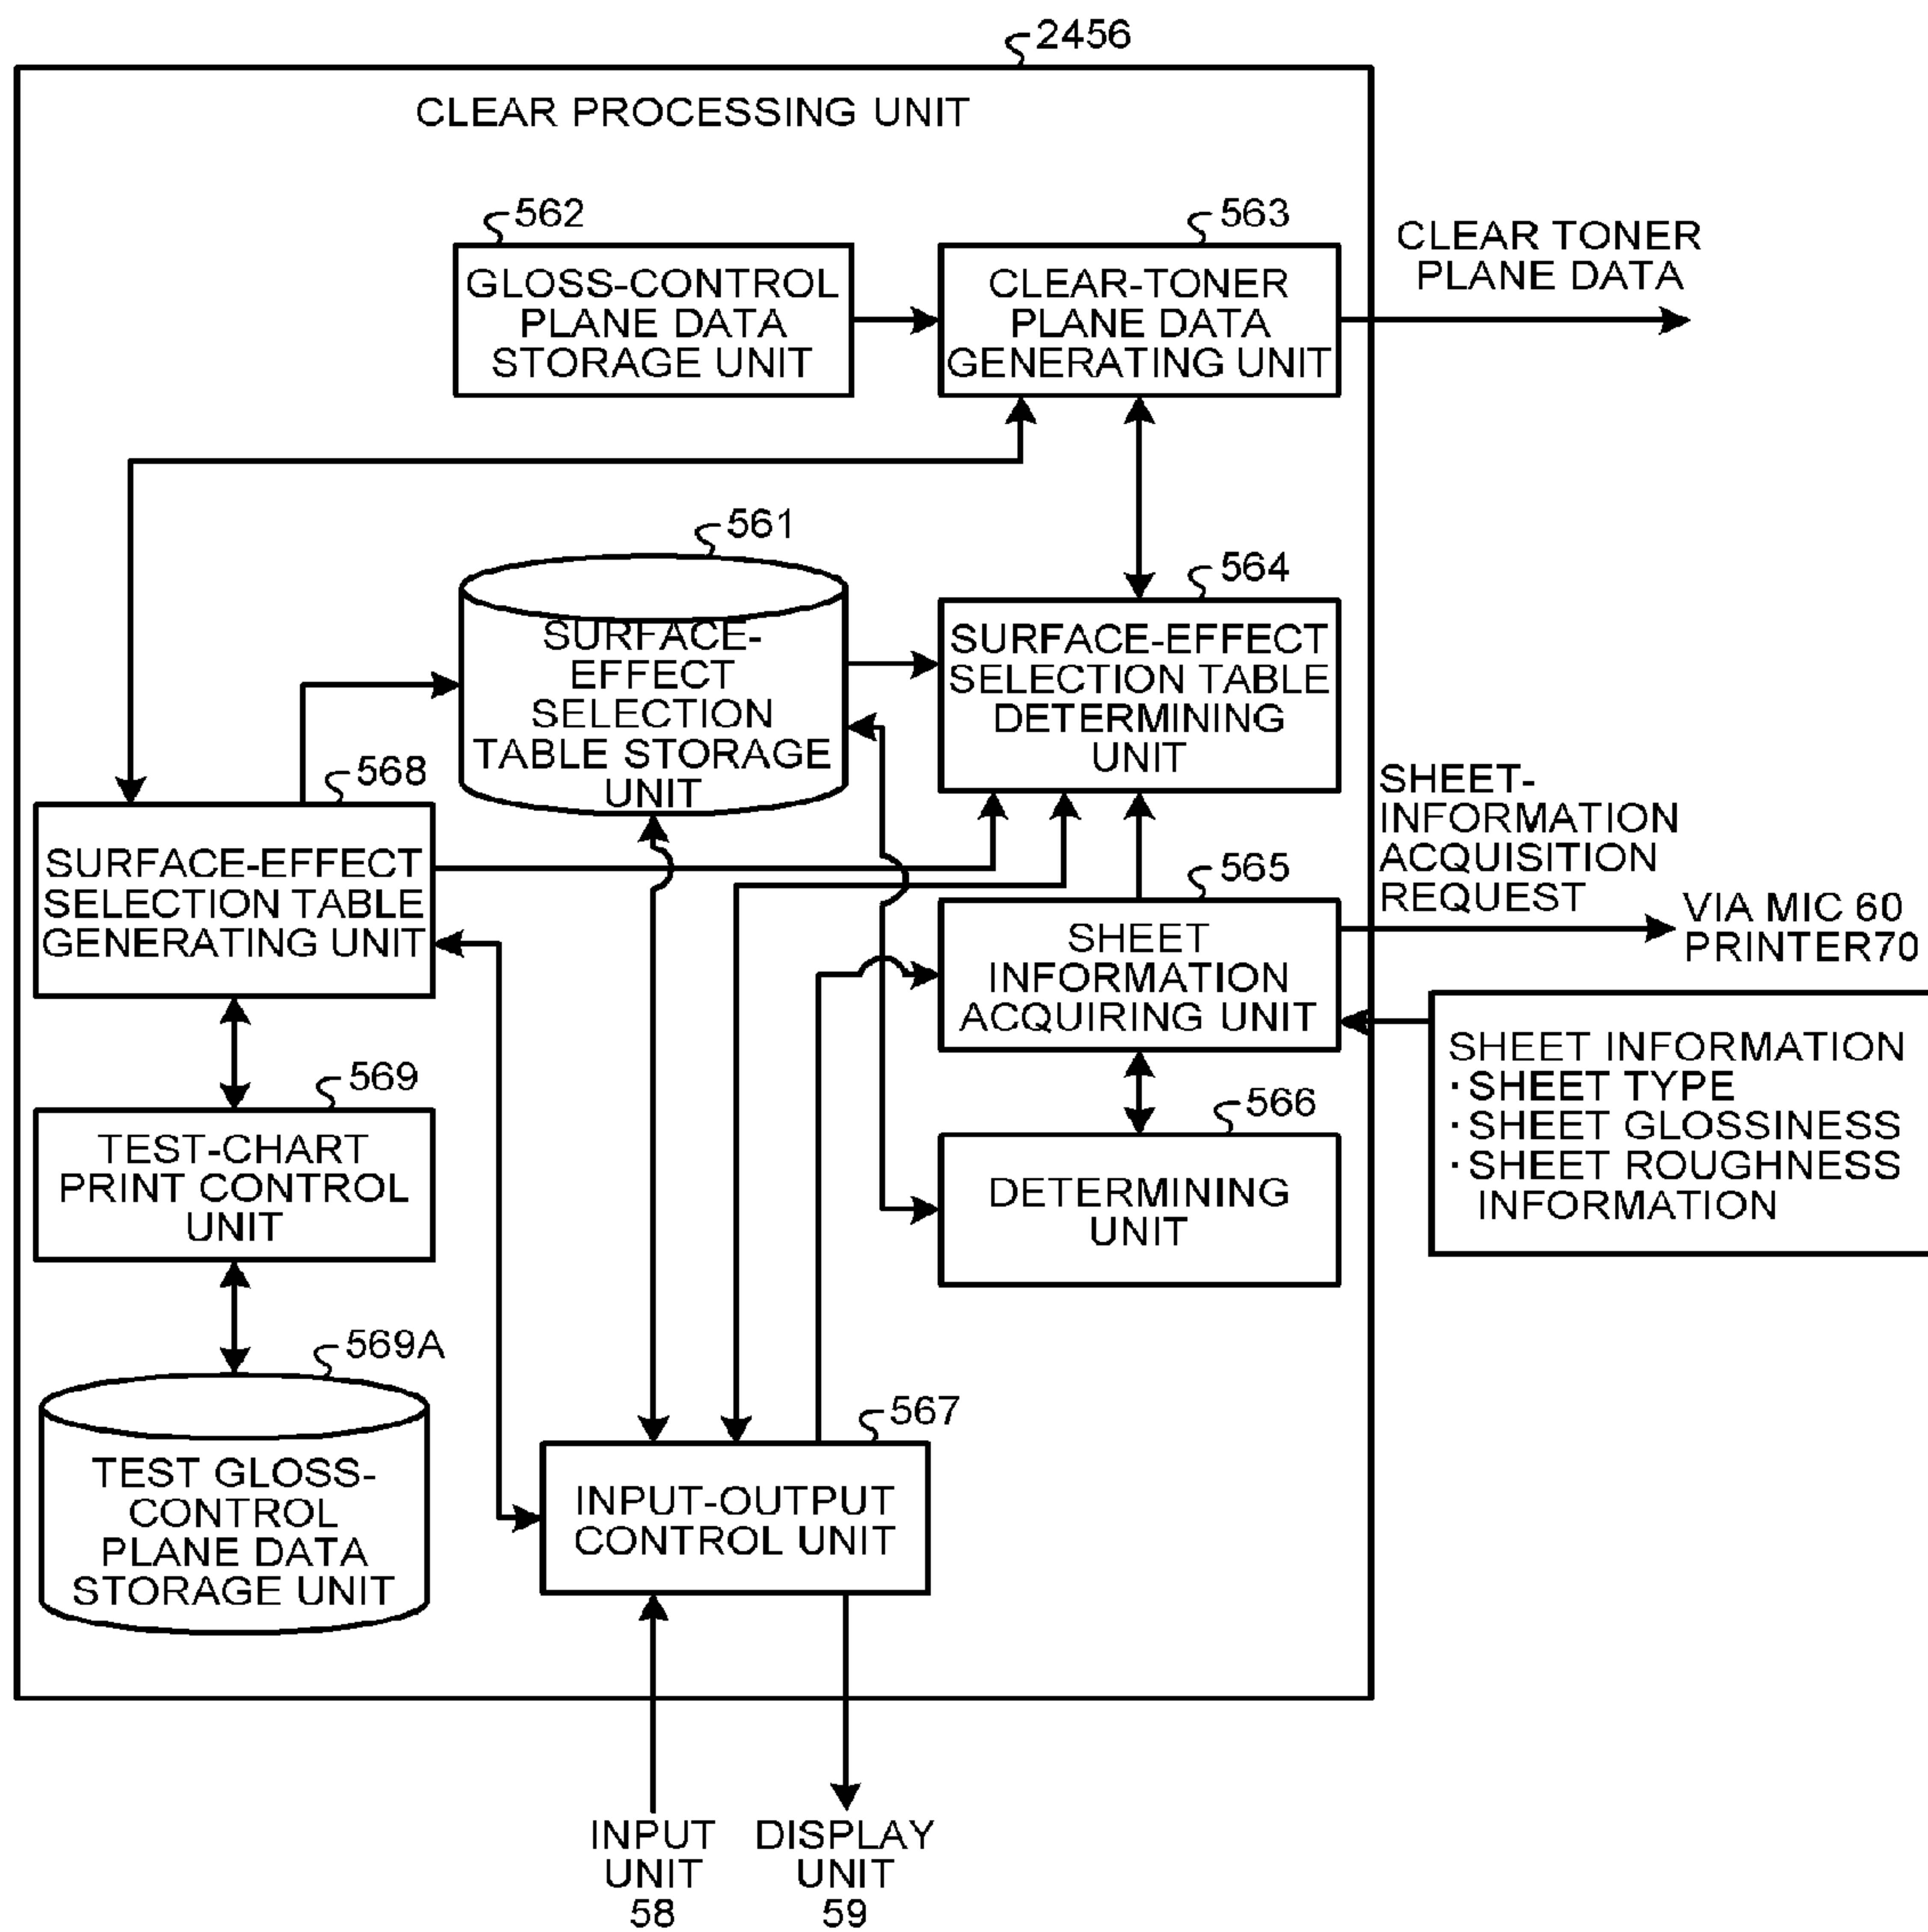 2456
CLEAR PROCESSING UNIT
562
GLOSS-CONTROL
PLANE DATA
STORAGE UNIT
563
CLEAR-TONER
PLANE DATA
GENERATING UNIT
CLEAR TONER
PLANE DATA
561
SURFACE-
EFFECT
SELECTION
TABLE STORAGE
UNIT
564
SURFACE-EFFECT
SELECTION TABLE
DETERMINING
UNIT
568
SURFACE-EFFECT
SELECTION TABLE
GENERATING UNIT
565
SHEET
INFORMATION
ACQUIRING UNIT
SHEET-
INFORMATION
ACQUISITION
REQUEST
VIA MIC 60
PRINTER70
SHEET INFORMATION
·SHEET TYPE
·SHEET GLOSSINESS
·SHEET ROUGHNESS
INFORMATION
569
TEST-CHART
PRINT CONTROL
UNIT
566
DETERMINING
UNIT
569A
TEST GLOSS-
CONTROL
PLANE DATA
STORAGE UNIT
567
INPUT-OUTPUT
CONTROL UNIT
INPUT
UNIT
58
DISPLAY
UNIT
59